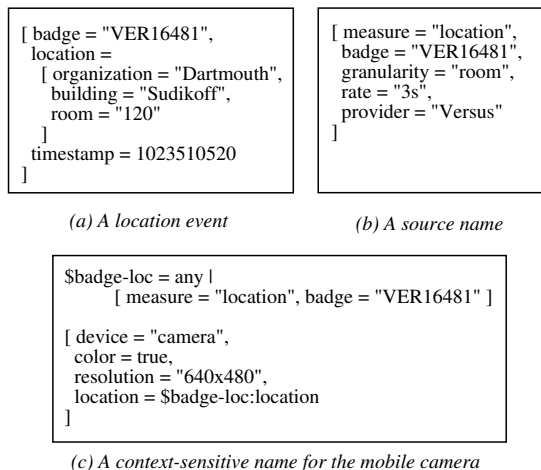 [ badge = "VER16481",
location =
[ organization = "Dartmouth",
building = "Sudikoff",
room = "120"
]
timestamp = 1023510520
]
(a) A location event
[ measure = "location",
badge = "VER16481",
granularity = "room",
rate = "3s",
provider = "Versus"
]
(b) A source name
$badge-loc = any |
[ measure = "location", badge = "VER16481" ]
[ device = "camera",
color = true,
resolution = "640x480",
location = $badge-loc:location
]
(c) A context-sensitive name for the mobile camera